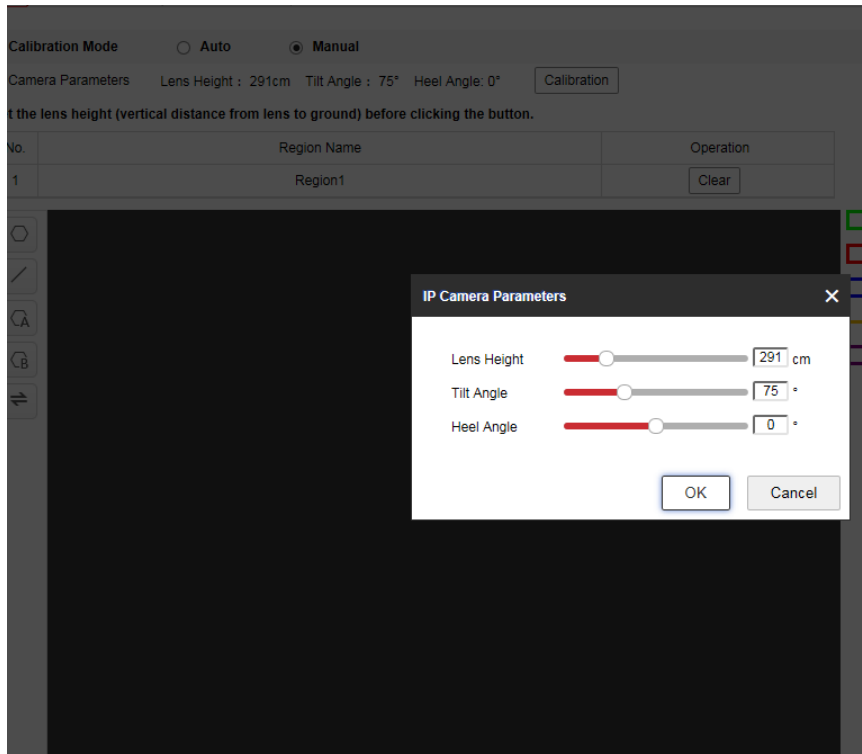 Calibration Mode Auto Manual
Camera Parameters Lens Height : 291cm Tilt Angle : 75° Heel Angle: 0° Calibration
t the lens height (vertical distance from lens to ground) before clicking the button.
No. Region Name Operation
1 Region1 Clear
IP Camera Parameters
Lens Height 291 cm
Tilt Angle 75 °
Heel Angle 0 °
OK Cancel
A
B